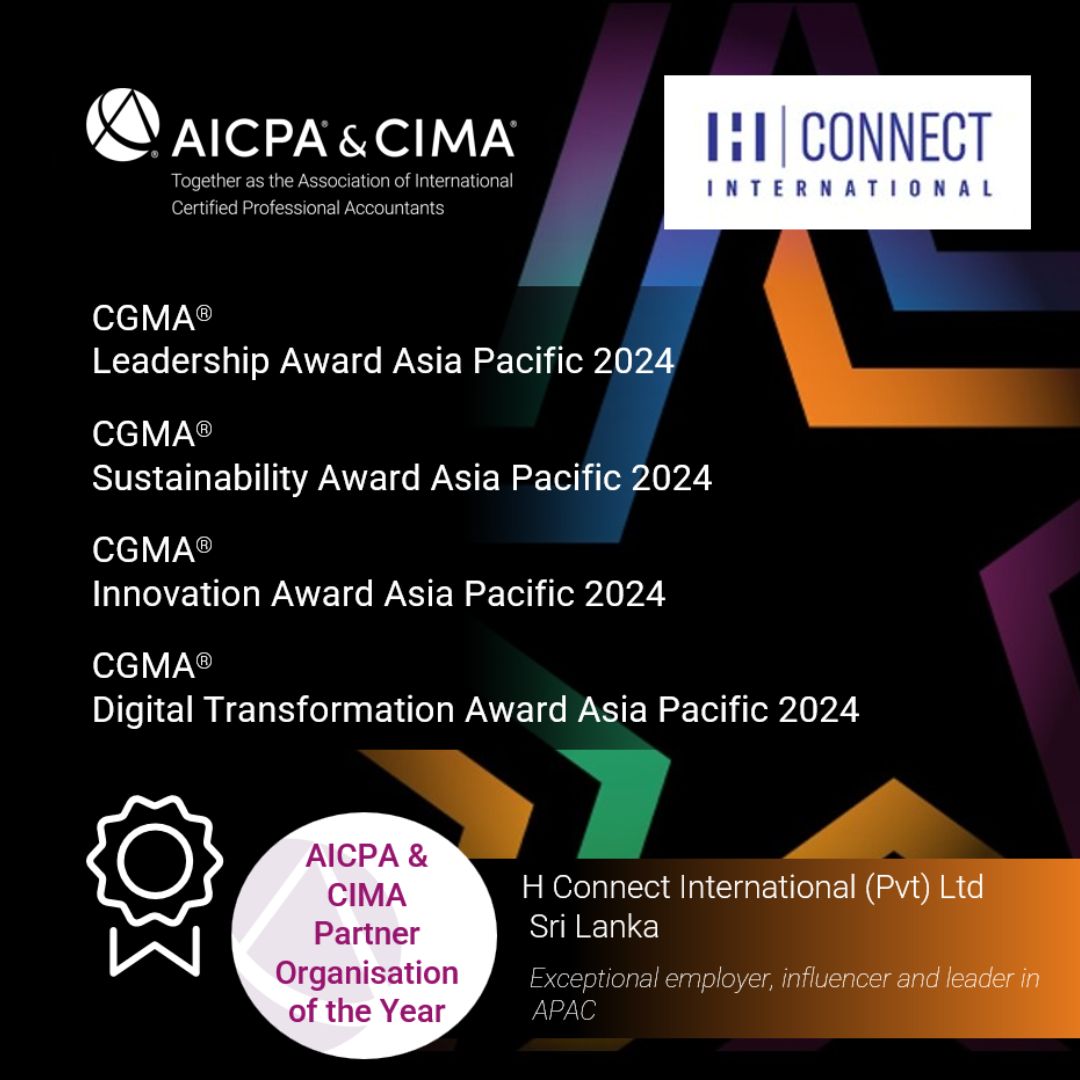 AICPA® & CIMA®
Together as the Association of International
Certified Professional Accountants
H | CONNECT
INTERNATIONAL
CGMA®
Leadership Award Asia Pacific 2024
CGMA®
Sustainability Award Asia Pacific 2024
CGMA®
Innovation Award Asia Pacific 2024
CGMA®
Digital Transformation Award Asia Pacific 2024
AICPA &
CIMA
Partner
Organisation
of the Year
H Connect International (Pvt) Ltd
Sri Lanka
Exceptional employer, influencer and leader in
APAC